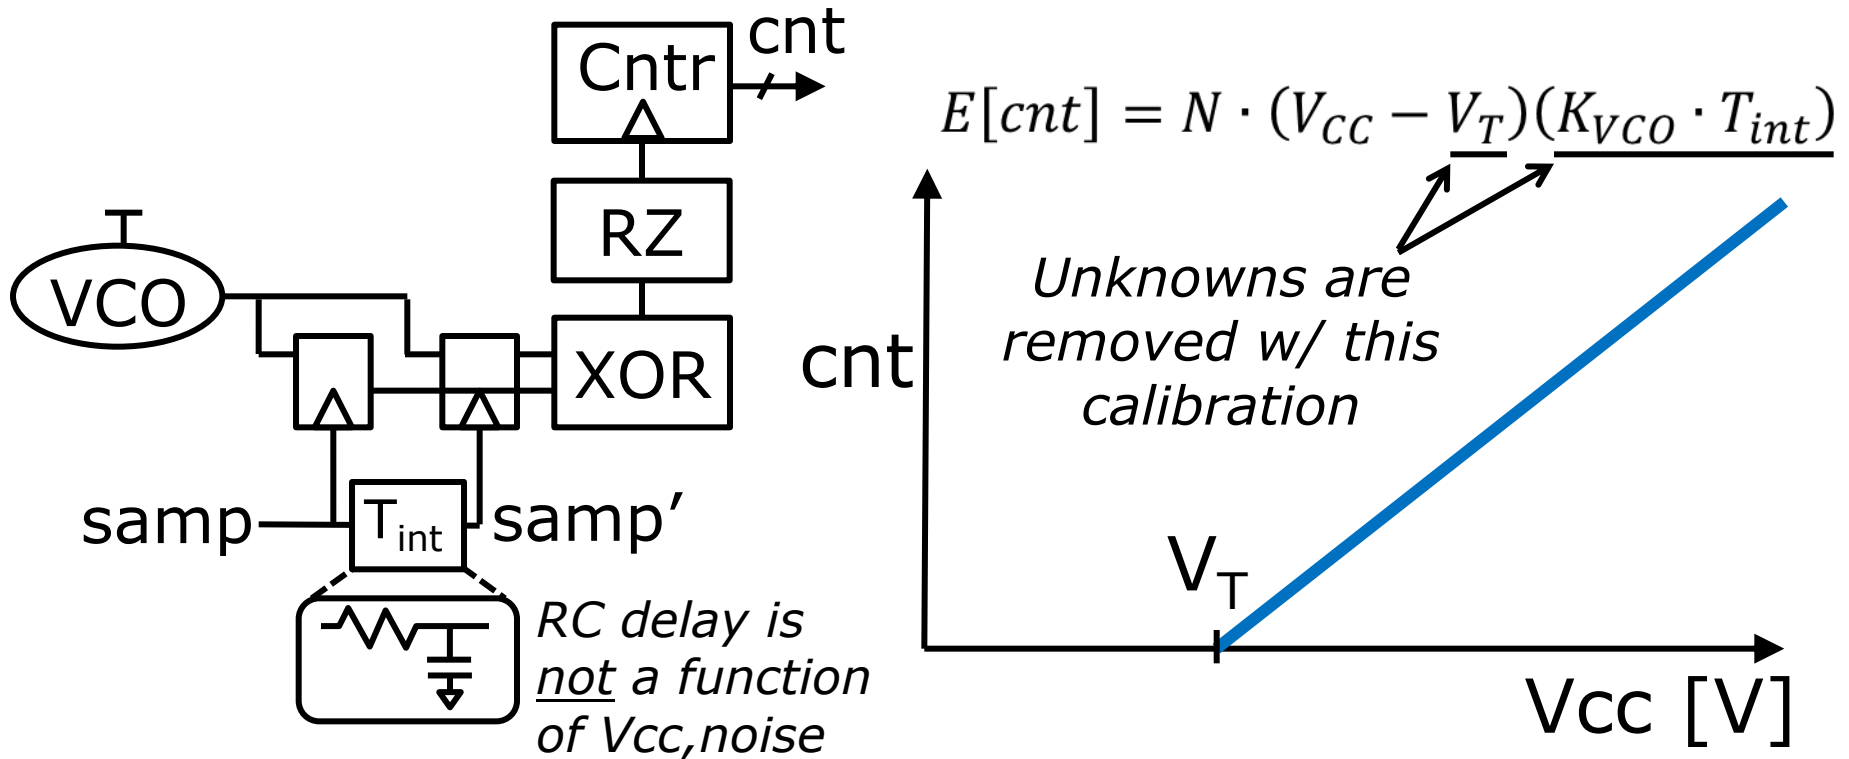 Cntr
cnt
RZ
VCO
XOR
samp
T_int
samp’
RC delay is
not a function
of Vcc,noise
E[cnt] = N · (V_CC − V_T)(K_VCO · T_int)
Unknowns are
removed w/ this
calibration
cnt
V_T
Vcc [V]